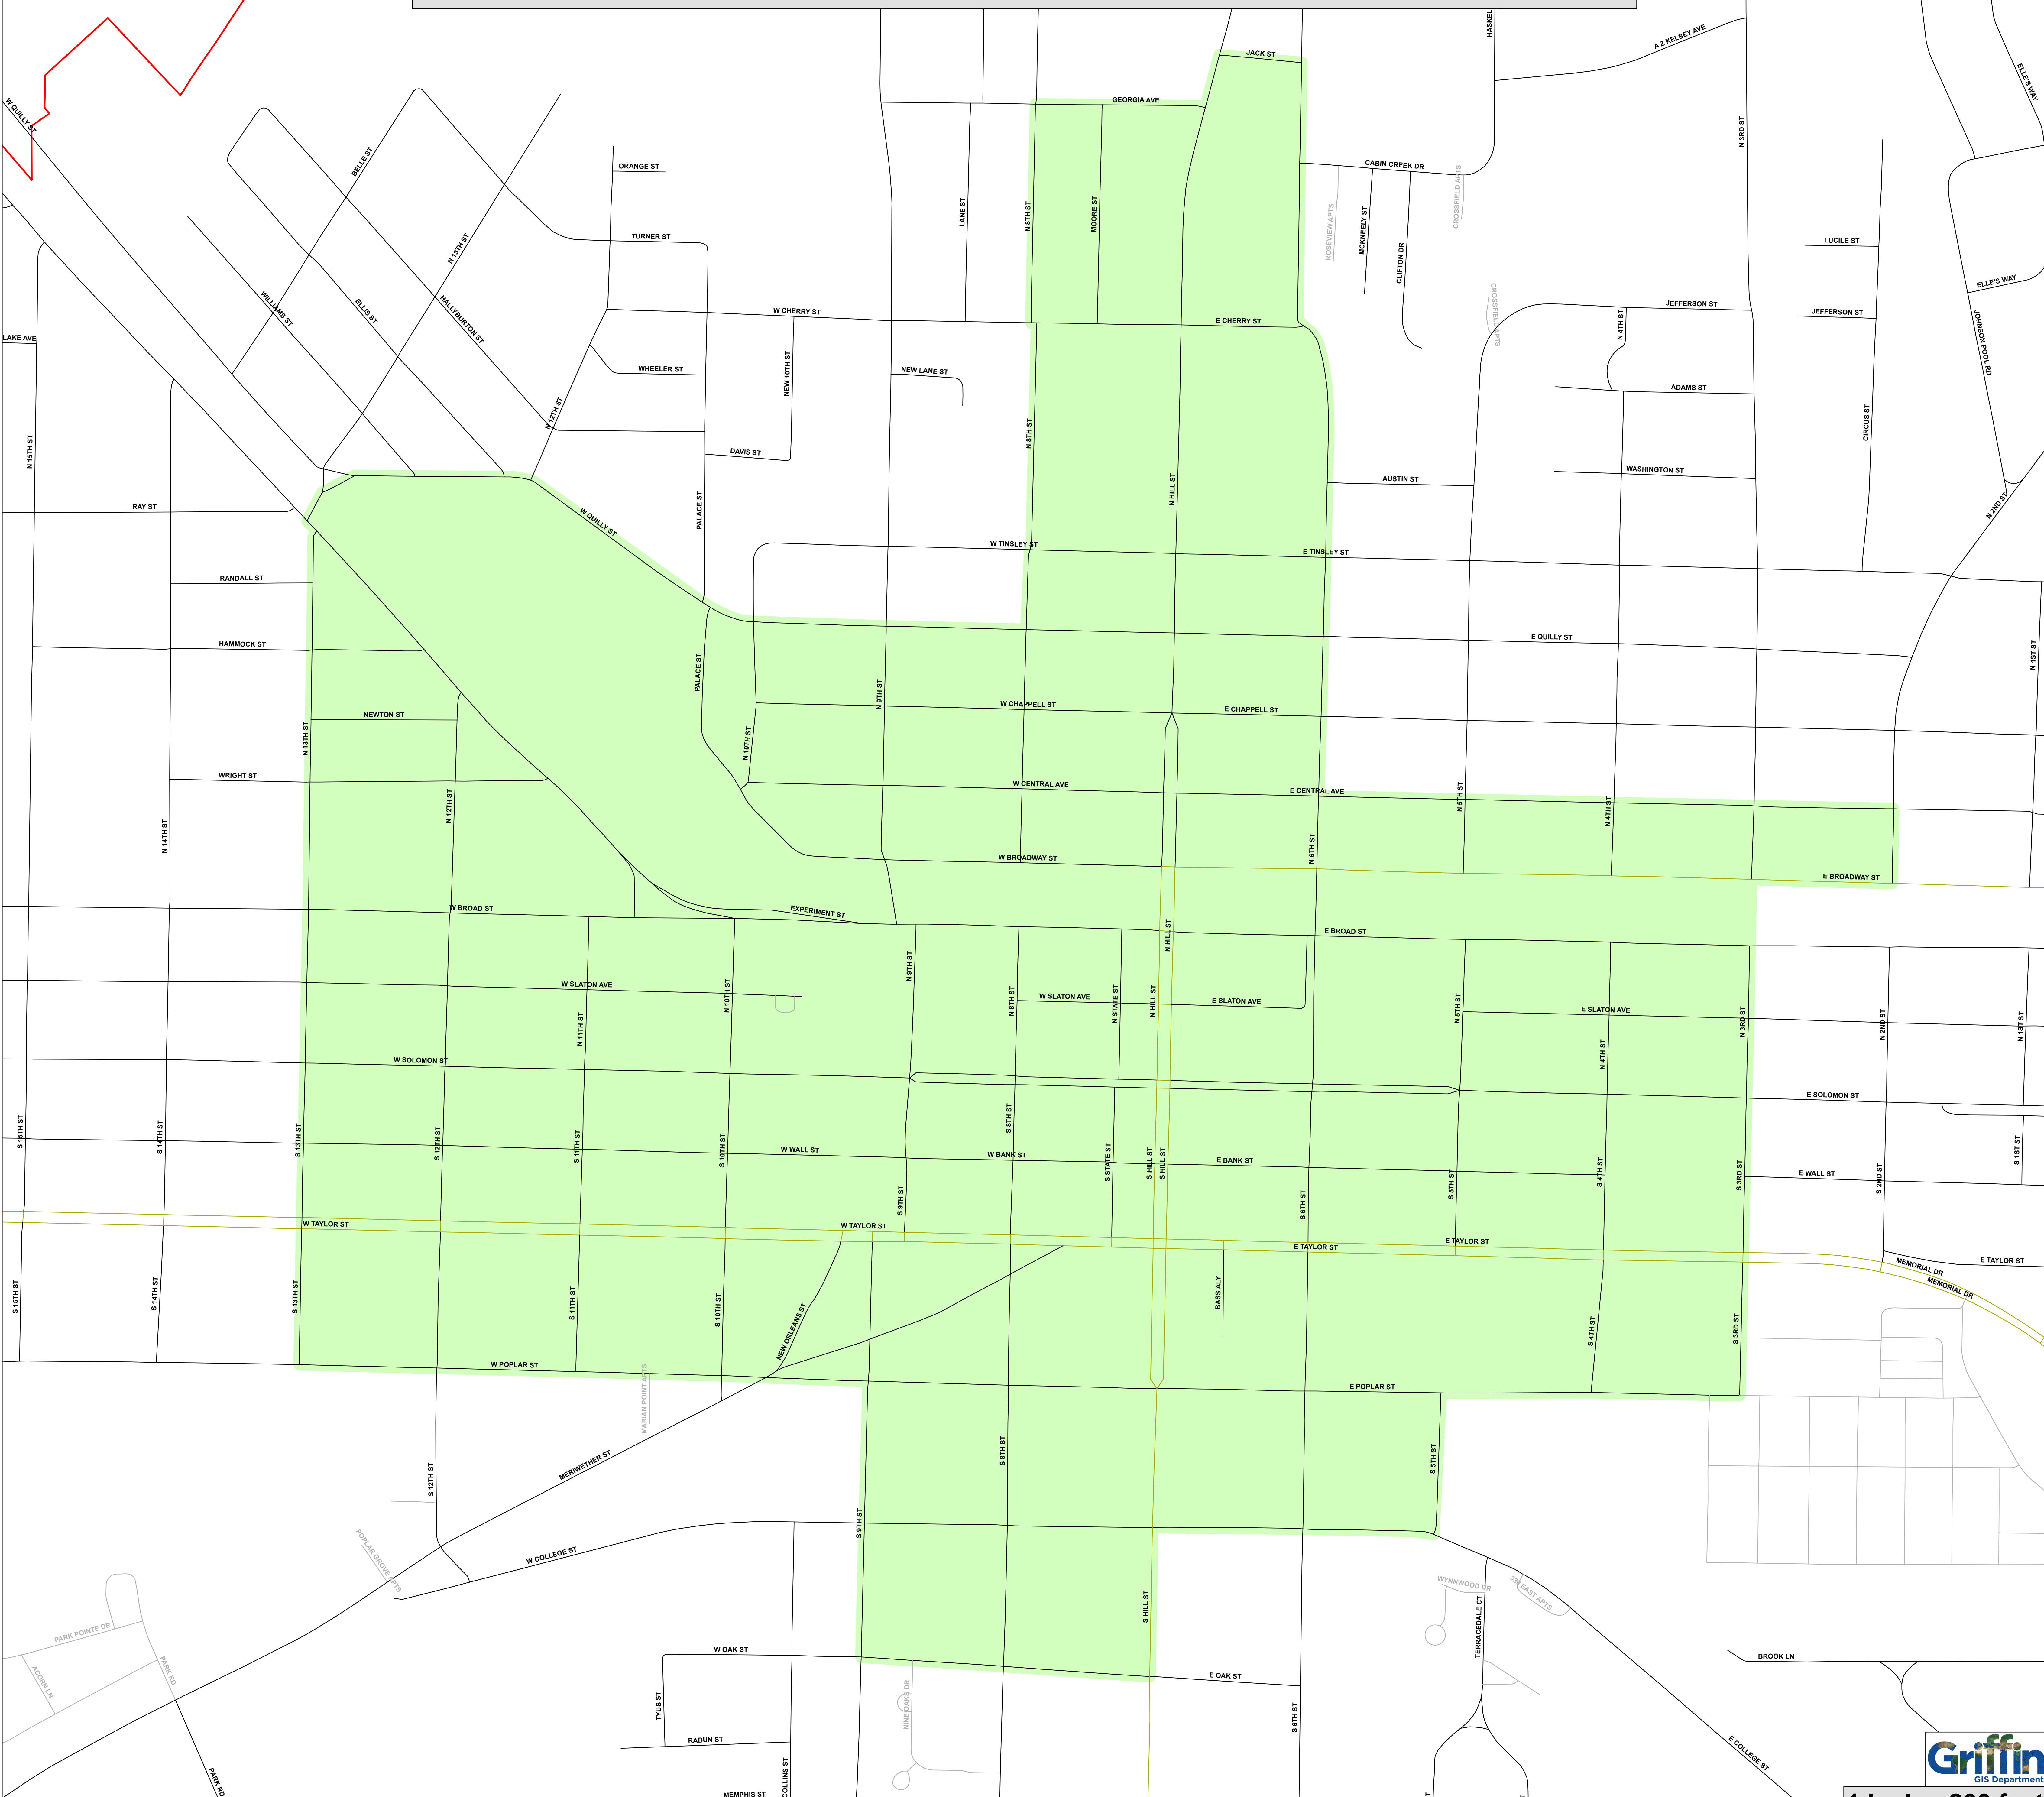 JACK ST
HASKEL
A Z KELSEY AVE
ELLE'S WAY
W QUILLY ST
GEORGIA AVE
N 3RD ST
BELLE ST
ORANGE ST
CABIN CREEK DR
CROSSFIELD APTS
LANE ST
N 8TH ST
MOORE ST
ROSEVIEW APTS
MCKNEELY ST
CLIFTON DR
TURNER ST
N 13TH ST
LUCILE ST
ELLE'S WAY
WILLIAMS ST
ELLIS ST
HALLYBURTON ST
W CHERRY ST
E CHERRY ST
CROSSFIELD APTS
N 4TH ST
JEFFERSON ST
JEFFERSON ST
JOHNSON POOL RD
LAKE AVE
WHEELER ST
NEW 10TH ST
NEW LANE ST
ADAMS ST
N 12TH ST
N 15TH ST
DAVIS ST
N 8TH ST
CIRCUS ST
N HILL ST
AUSTIN ST
WASHINGTON ST
RAY ST
W QUILLY ST
PALACE ST
N 2ND ST
W TINSLEY ST
E TINSLEY ST
RANDALL ST
HAMMOCK ST
E QUILLY ST
N 1ST ST
PALACE ST
N 9TH ST
NEWTON ST
N 13TH ST
N 10TH ST
W CHAPPELL ST
E CHAPPELL ST
WRIGHT ST
W CENTRAL AVE
E CENTRAL AVE
N 14TH ST
N 12TH ST
N 5TH ST
N 4TH ST
N 6TH ST
W BROADWAY ST
E BROADWAY ST
W BROAD ST
EXPERIMENT ST
N HILL ST
E BROAD ST
W SLATON AVE
N 11TH ST
N 10TH ST
N 9TH ST
N 8TH ST
W SLATON AVE
N STATE ST
N HILL ST
E SLATON AVE
N 5TH ST
E SLATON AVE
N 4TH ST
N 3RD ST
N 2ND ST
N 1ST ST
W SOLOMON ST
E SOLOMON ST
S 15TH ST
S 14TH ST
S 13TH ST
S 12TH ST
S 11TH ST
S 10TH ST
W WALL ST
S 8TH ST
W BANK ST
S STATE ST
S HILL ST
S HILL ST
E BANK ST
S 5TH ST
S 4TH ST
S 3RD ST
E WALL ST
S 2ND ST
S 1ST ST
S 9TH ST
S 6TH ST
W TAYLOR ST
W TAYLOR ST
E TAYLOR ST
E TAYLOR ST
E TAYLOR ST
MEMORIAL DR
MEMORIAL DR
S 15TH ST
S 14TH ST
S 13TH ST
S 11TH ST
S 10TH ST
NEW ORLEANS ST
BASS ALY
S 4TH ST
S 3RD ST
W POPLAR ST
E POPLAR ST
MARIAN POINT APTS
S 12TH ST
MERIWETHER ST
S 8TH ST
S 5TH ST
S 9TH ST
POPLAR GROVE APTS
W COLLEGE ST
WYNNWOOD DR
EAST APTS
S HILL ST
TERRACEDALE CT
PARK POINTE DR
ACORN LN
PARK RD
W OAK ST
E OAK ST
BROOK LN
TYUS ST
NINE OAKS DR
S 6TH ST
RABUN ST
E COLLEGE ST
PARK RD
COLLINS ST
MEMPHIS ST
Griffin
GIS Department